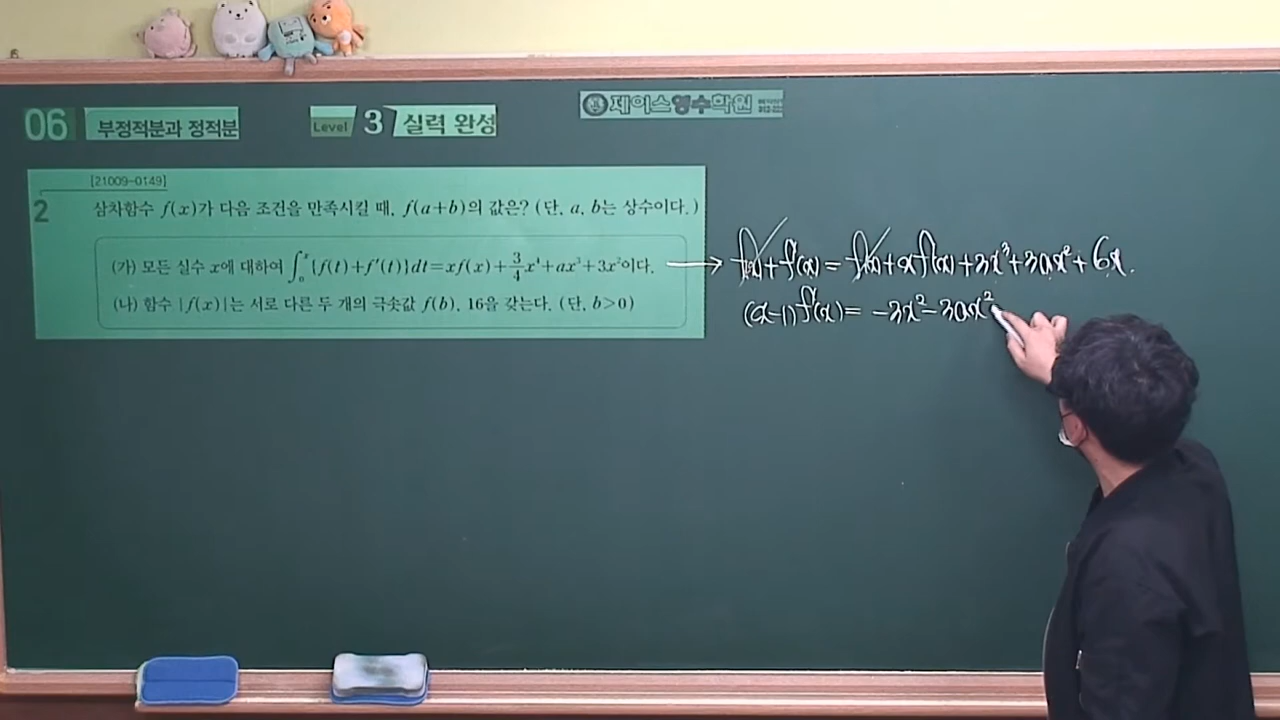 06 부정적분과 정적분 Level 3 실력 완성
제이스영수학원
[21009-0149]
2 삼차함수 f(x)가 다음 조건을 만족시킬 때, f(a+b)의 값은? (단, a, b는 상수이다.)
(가) 모든 실수 x에 대하여 ∫₀ˣ{f(t)+f′(t)}dt=xf(x)+3/4x⁴+ax³+3x²이다.
(나) 함수 |f(x)|는 서로 다른 두 개의 극솟값 f(b), 16을 갖는다. (단, b>0)
→ f(x)+f′(x)=f(x)+xf′(x)+3x³+3ax²+6x.
(x-1)f′(x)=-3x²-3ax²